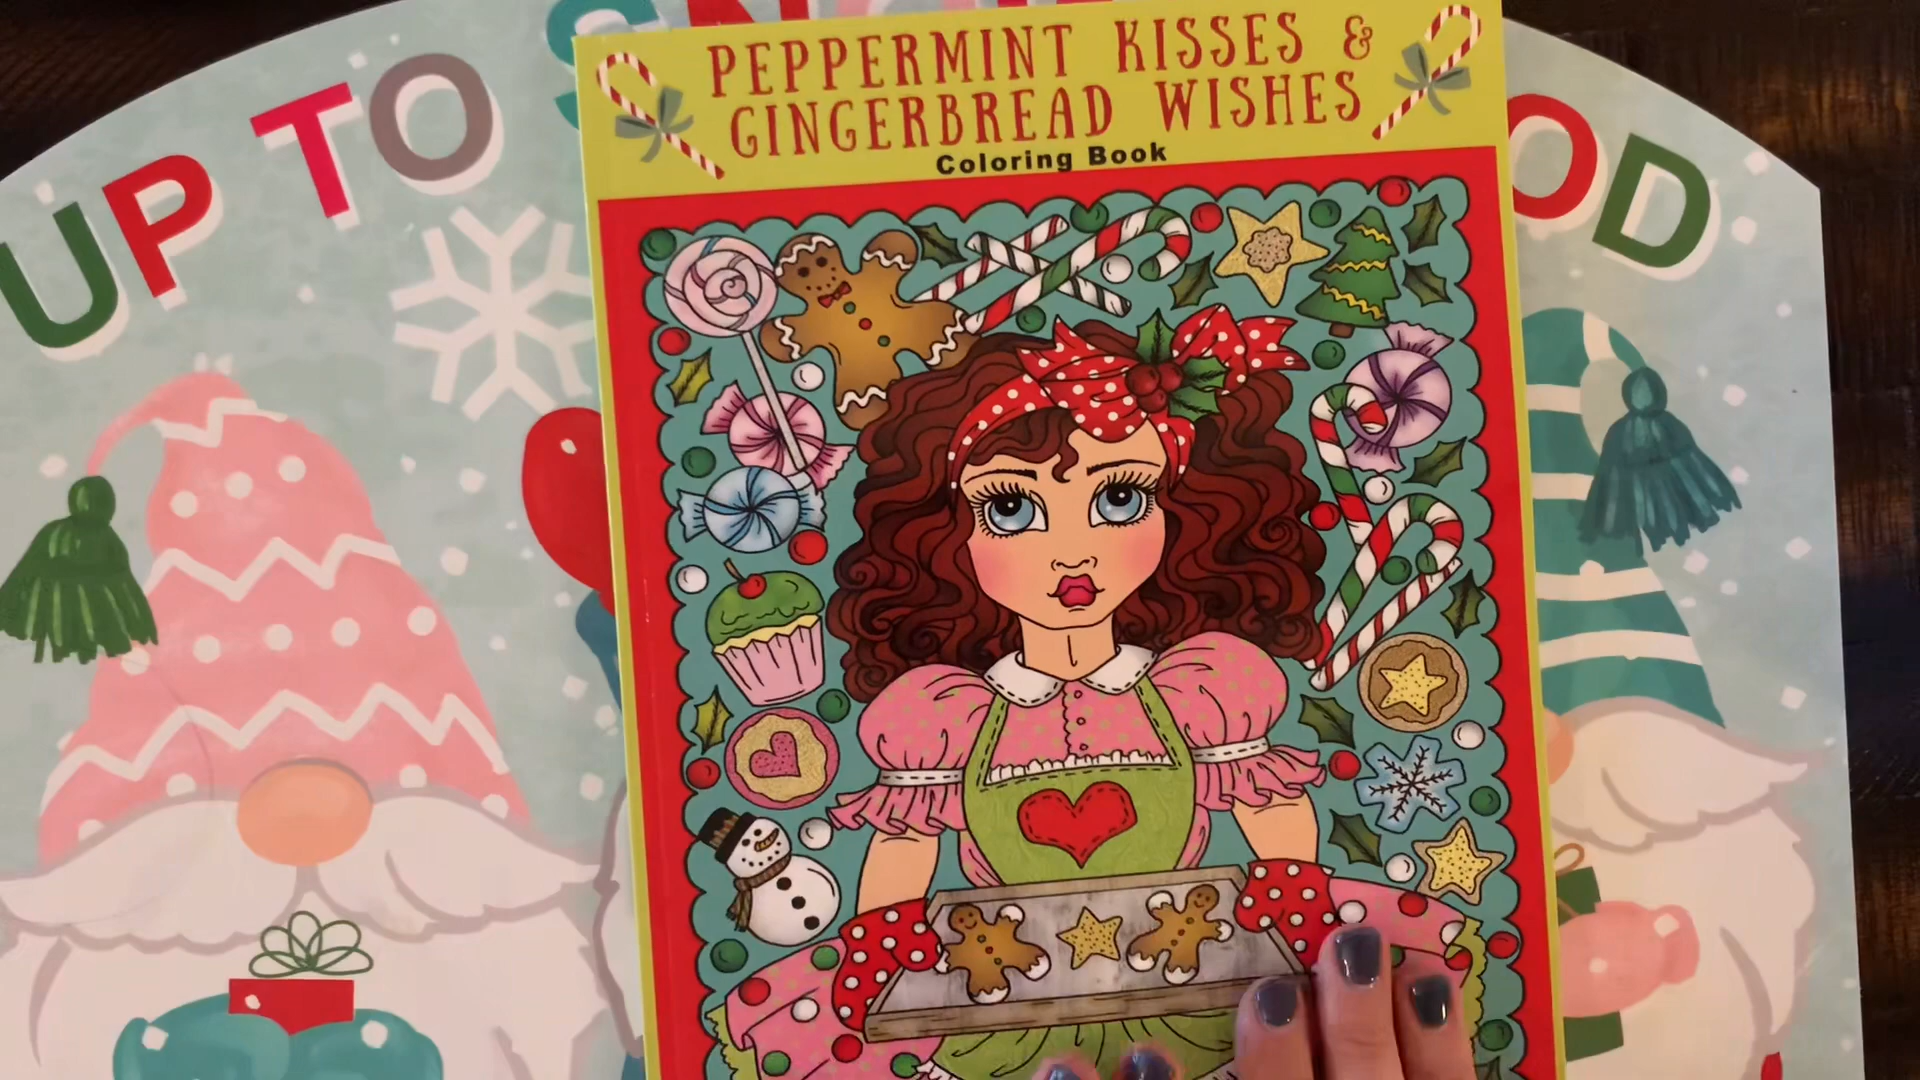 UP TO
OD
PEPPERMINT KISSES &
GINGERBREAD WISHES
Coloring Book